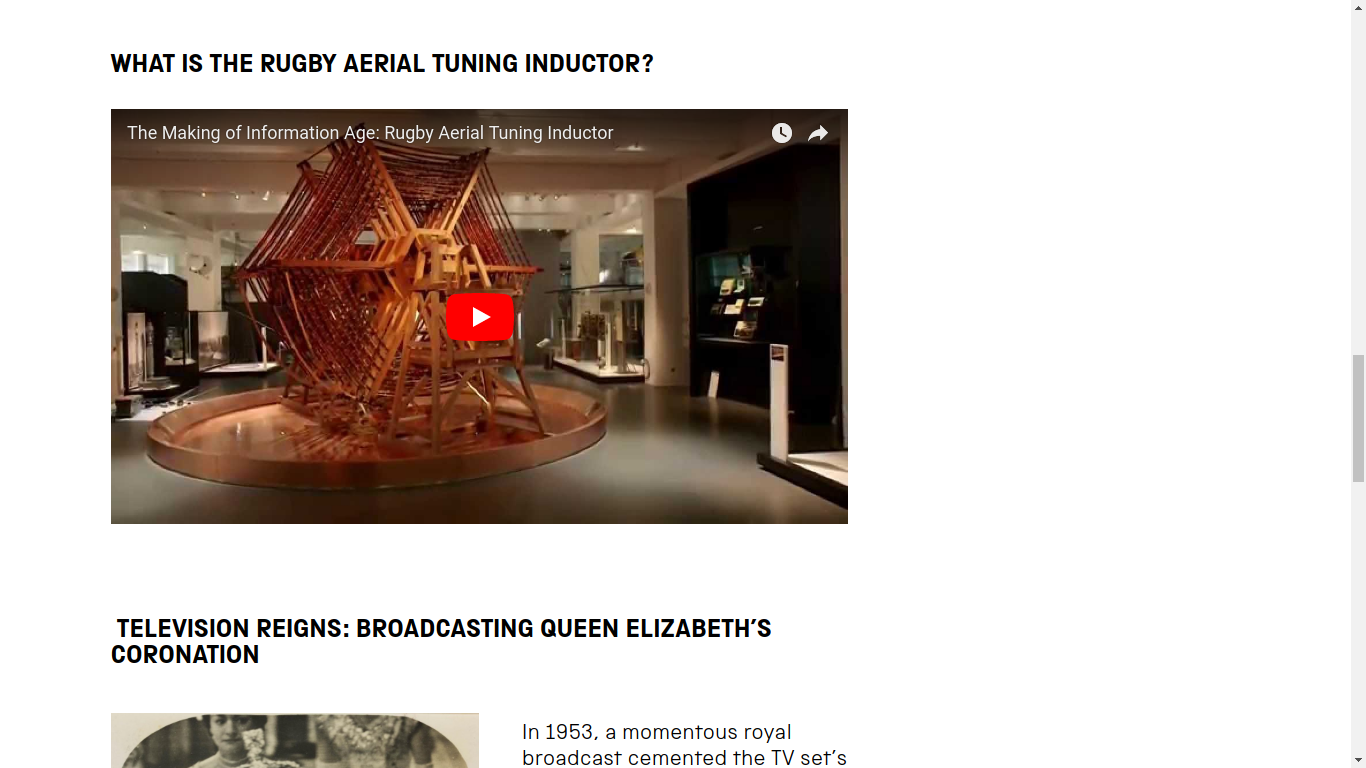 WHAT IS THE RUGBY AERIAL TUNING INDUCTOR?
The Making of Information Age: Rugby Aerial Tuning Inductor
TELEVISION REIGNS: BROADCASTING QUEEN ELIZABETH’S
CORONATION
In 1953, a momentous royal
broadcast cemented the TV set’s